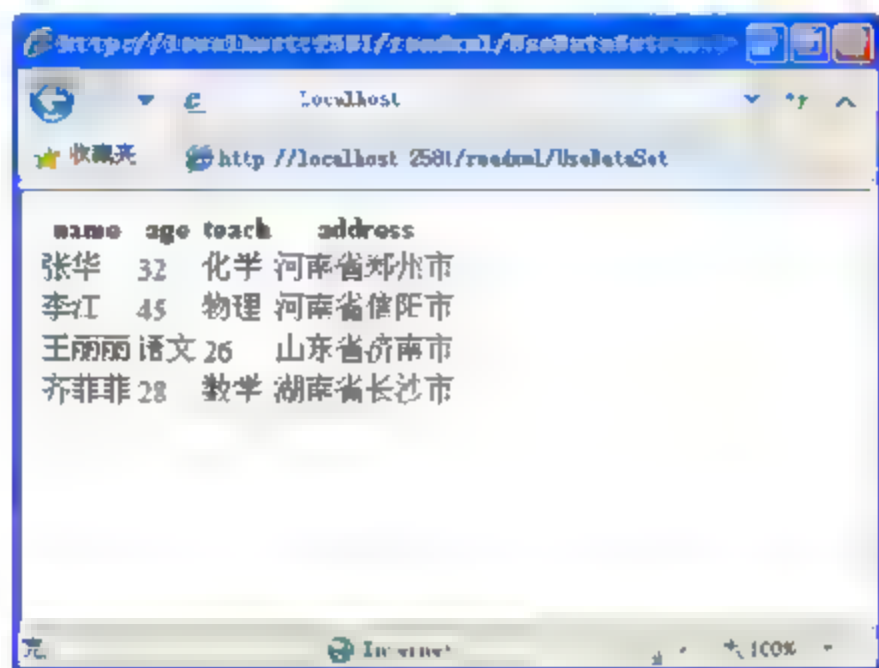 Localhost
收藏夹 http //localhost 2581/readxml/UseDataSet
name age teach address
张华 32 化学 河南省郑州市
李江 45 物理 河南省信阳市
王丽丽 语文 26 山东省济南市
齐菲菲 28 数学 湖南省长沙市
100%